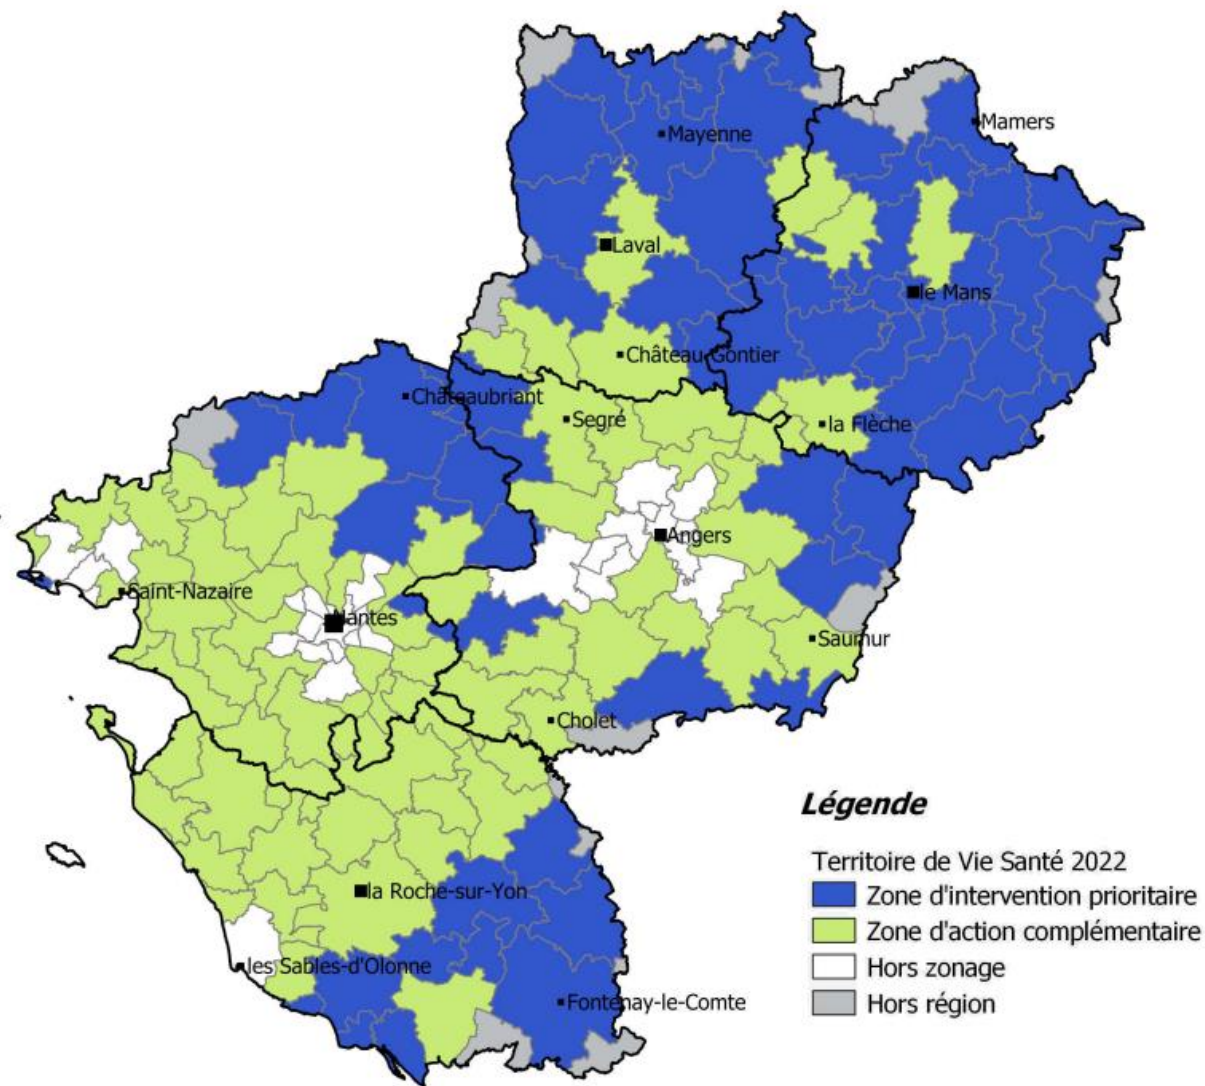 Mamers
Mayenne
Laval
le Mans
Château-Gontier
Châteaubriant
Segré
la Flèche
Angers
Saint-Nazaire
Nantes
Saumur
Cholet
Légende
Territoire de Vie Santé 2022
Zone d'intervention prioritaire
la Roche-sur-Yon
Zone d'action complémentaire
les Sables-d'Olonne
Hors zonage
Fontenay-le-Comte
Hors région